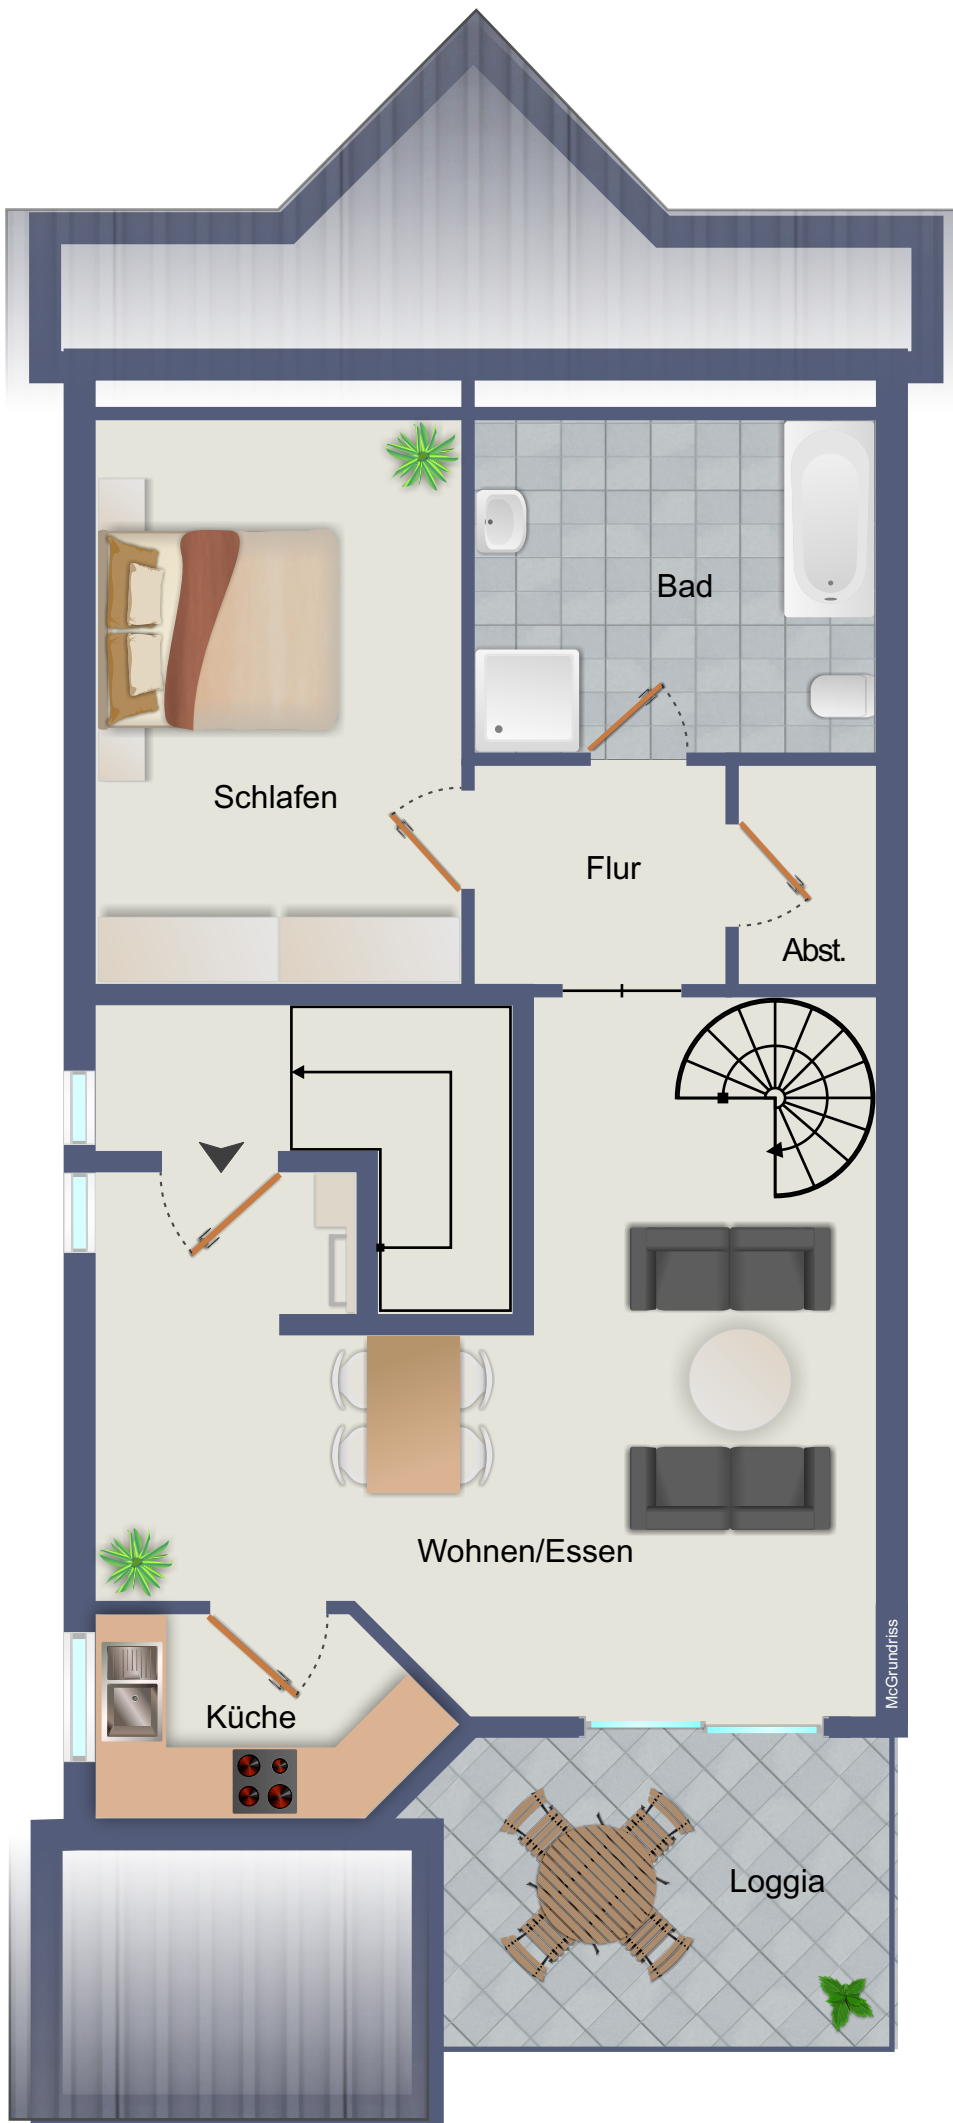 Bad
Schlafen
Flur
Abst.
Wohnen/Essen
McGrundriss
Küche
Loggia